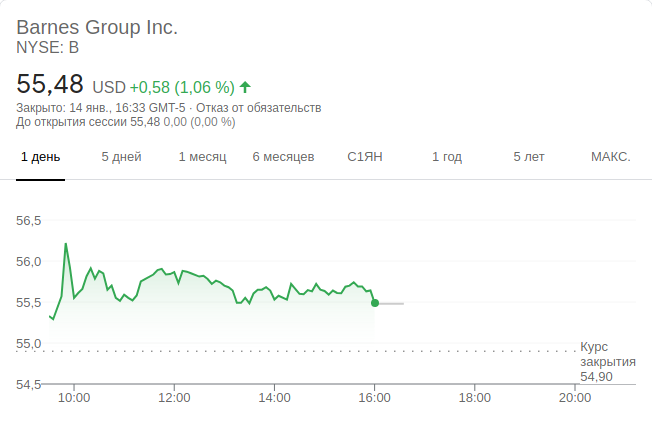 Barnes Group Inc.
NYSE: B
55,48 USD +0,58 (1,06 %)
Закрыто: 14 янв., 16:33 GMT-5 · Отказ от обязательств
До открытия сессии 55,48 0,00 (0,00 %)
1 день 5 дней 1 месяц 6 месяцев С1ЯН 1 год 5 лет МАКС.
56,5
56,0
55,5
55,0
Курс
закрытия
54,90
54,5
10:00 12:00 14:00 16:00 18:00 20:00